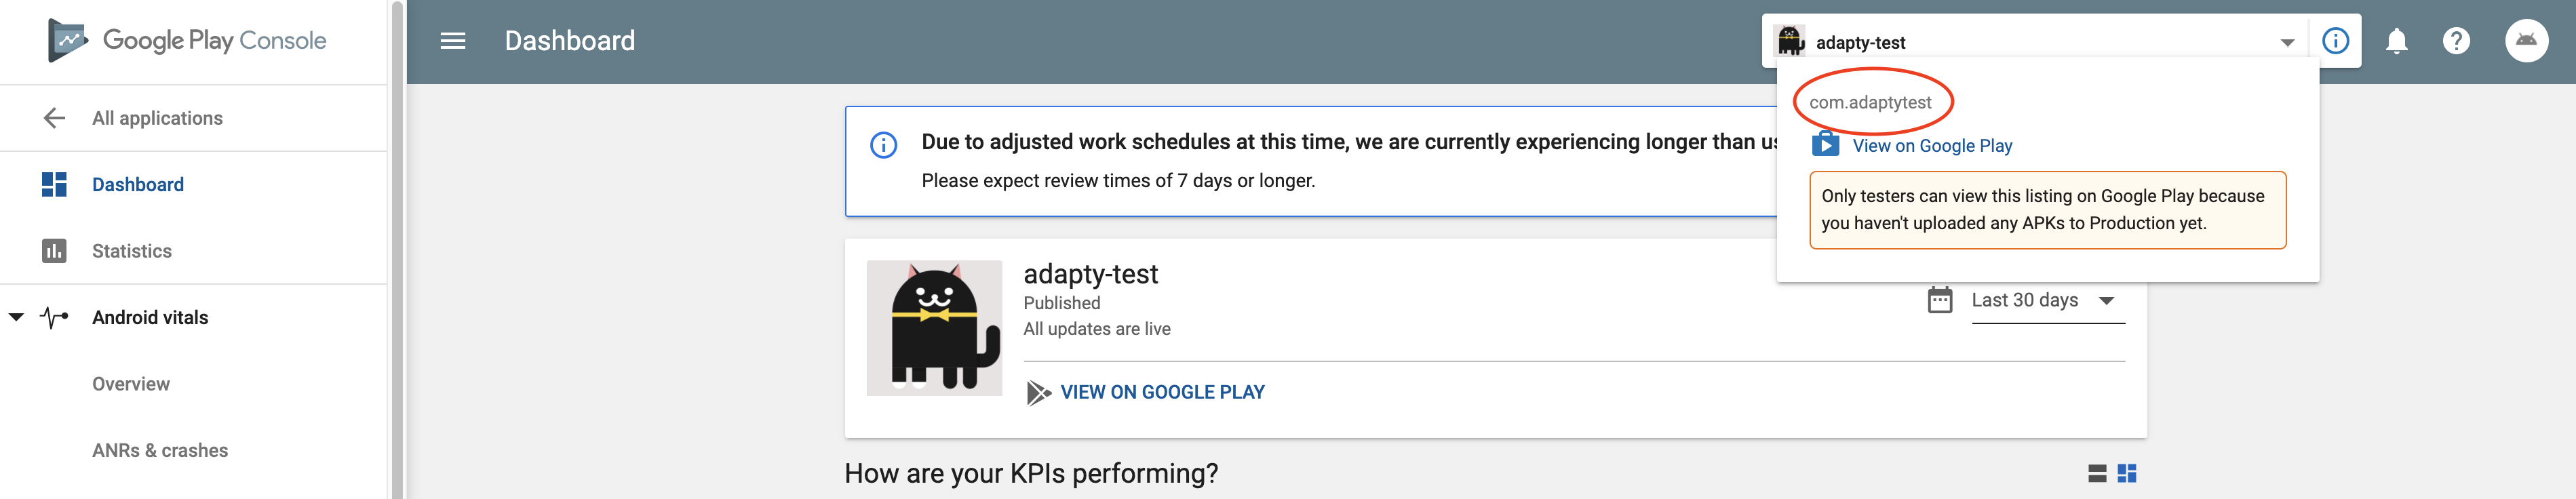 Google Play Console
All applications
Dashboard
Statistics
Android vitals
Overview
ANRs & crashes
Dashboard
adapty-test
com.adaptytest
View on Google Play
Only testers can view this listing on Google Play because
you haven't uploaded any APKs to Production yet.
Due to adjusted work schedules at this time, we are currently experiencing longer than
Please expect review times of 7 days or longer.
adapty-test
Published
All updates are live
Last 30 days
VIEW ON GOOGLE PLAY
How are your KPIs performing?